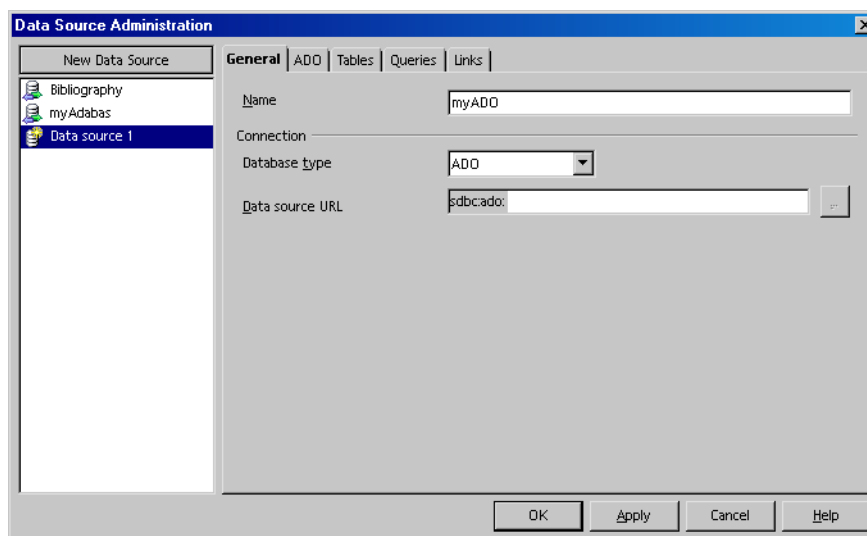 Data Source Administration
New Data Source
Bibliography
myAdabas
Data source 1
General ADO Tables Queries Links
Name myADO
Connection
Database type ADO
Data source URL sdbc:ado: ...
OK Apply Cancel Help